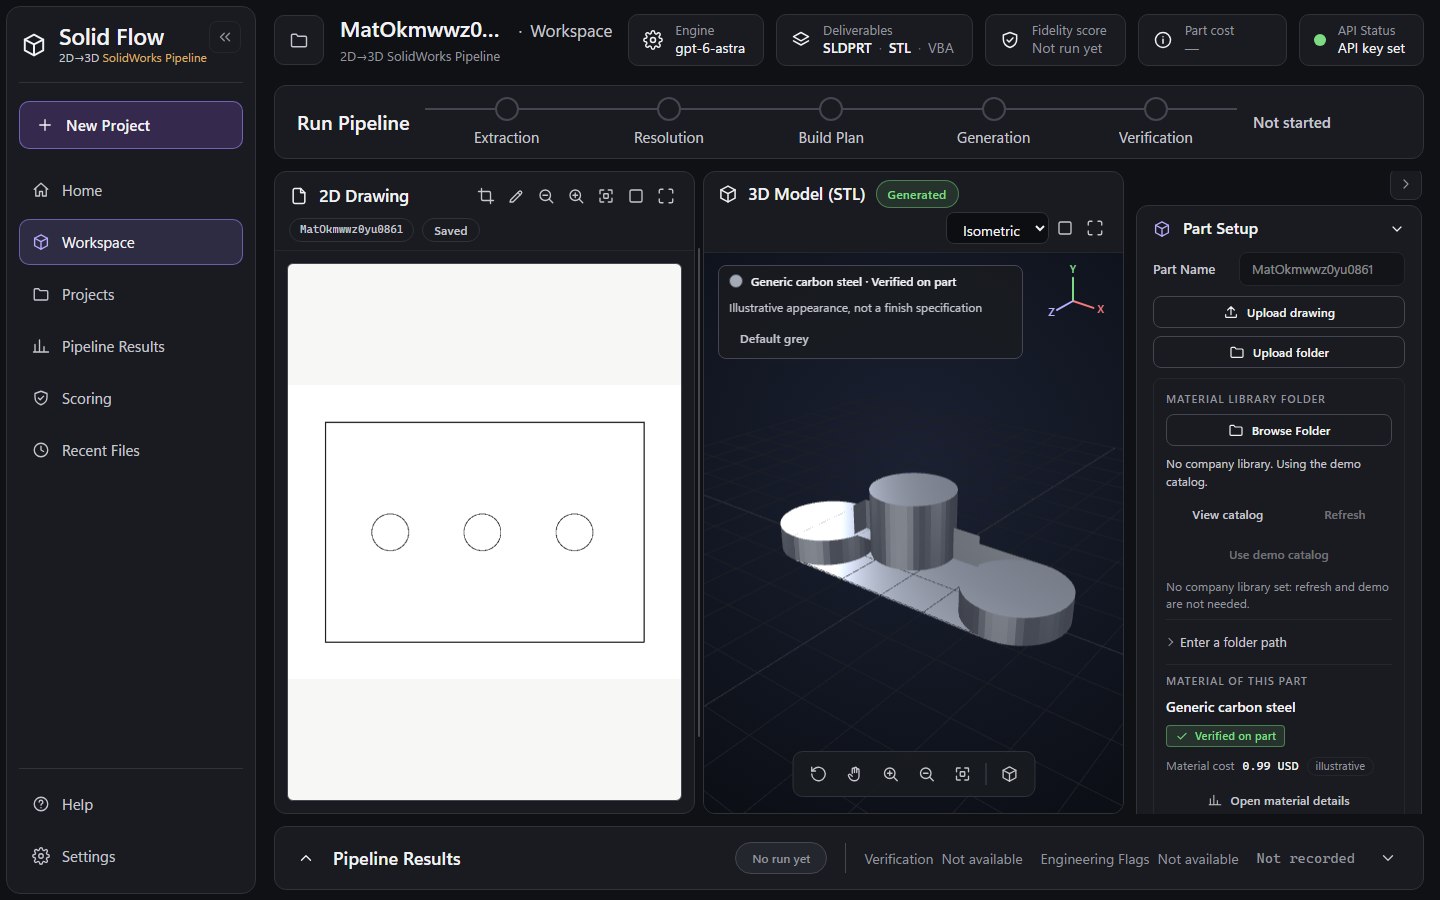 Solid Flow
2D→3D SolidWorks Pipeline
New Project
Home
Workspace
Projects
Pipeline Results
Scoring
Recent Files
Help
Settings
MatOkmwwz0... · Workspace
2D→3D SolidWorks Pipeline
Engine
gpt-6-astra
Deliverables
SLDPRT · STL · VBA
Fidelity score
Not run yet
Part cost
—
API Status
API key set
Run Pipeline
Extraction
Resolution
Build Plan
Generation
Verification
Not started
2D Drawing
MatOkmwwz0yu0861
Saved
3D Model (STL)
Generated
Isometric
Generic carbon steel · Verified on part
Illustrative appearance, not a finish specification
Default grey
Y
X
Z
Part Setup
Part Name
MatOkmwwz0yu0861
Upload drawing
Upload folder
MATERIAL LIBRARY FOLDER
Browse Folder
No company library. Using the demo
catalog.
View catalog
Refresh
Use demo catalog
No company library set: refresh and demo
are not needed.
Enter a folder path
MATERIAL OF THIS PART
Generic carbon steel
Verified on part
Material cost 0.99 USD illustrative
Open material details
Pipeline Results
No run yet
Verification Not available
Engineering Flags Not available
Not recorded